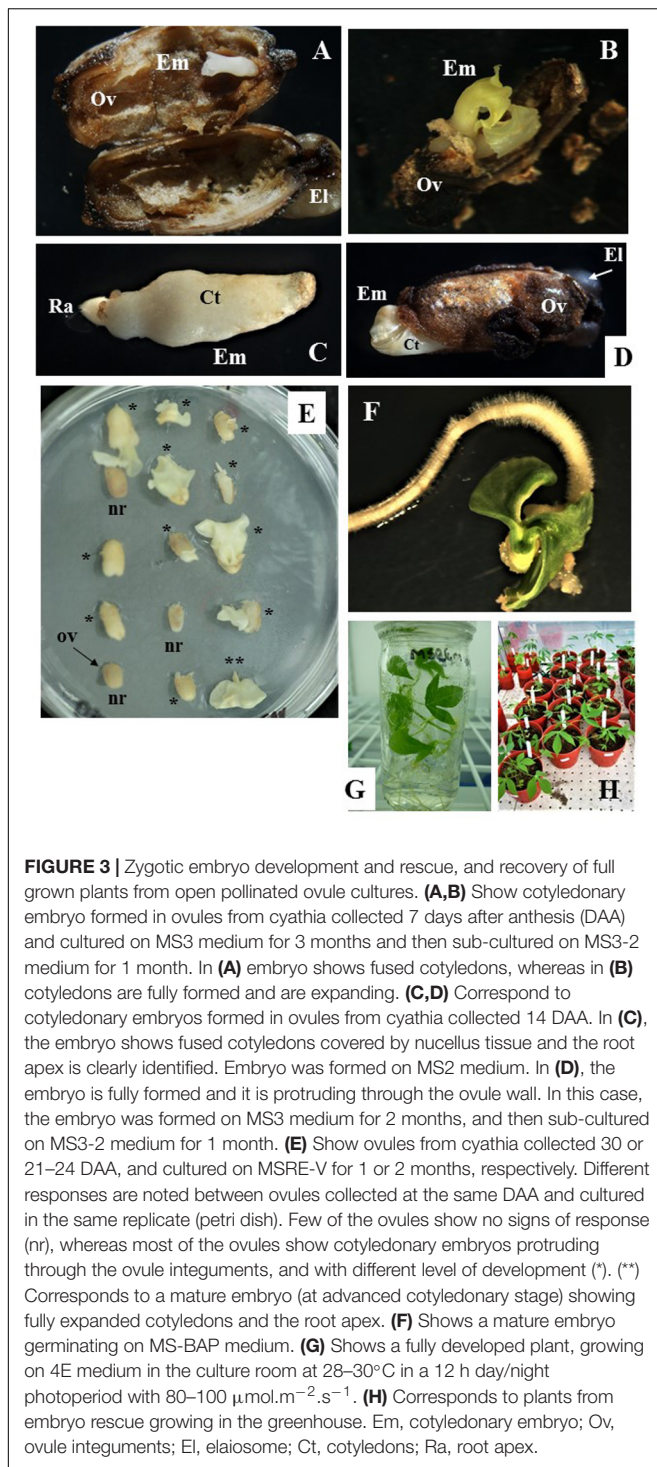 A
Em
Ov
El
B
Em
Ov
Ra
Ct
Em
C
El
Em
Ov
Ct
D
E
* * *
* *
nr
* * *
* nr *
ov
**
nr *
F
G
H
FIGURE 3 | Zygotic embryo development and rescue, and recovery of full
grown plants from open pollinated ovule cultures. (A,B) Show cotyledonary
embryo formed in ovules from cyathia collected 7 days after anthesis (DAA)
and cultured on MS3 medium for 3 months and then sub-cultured on MS3-2
medium for 1 month. In (A) embryo shows fused cotyledons, whereas in (B)
cotyledons are fully formed and are expanding. (C,D) Correspond to
cotyledonary embryos formed in ovules from cyathia collected 14 DAA. In (C),
the embryo shows fused cotyledons covered by nucellus tissue and the root
apex is clearly identified. Embryo was formed on MS2 medium. In (D), the
embryo is fully formed and it is protruding through the ovule wall. In this case,
the embryo was formed on MS3 medium for 2 months, and then sub-cultured
on MS3-2 medium for 1 month. (E) Show ovules from cyathia collected 30 or
21–24 DAA, and cultured on MSRE-V for 1 or 2 months, respectively. Different
responses are noted between ovules collected at the same DAA and cultured
in the same replicate (petri dish). Few of the ovules show no signs of response
(nr), whereas most of the ovules show cotyledonary embryos protruding
through the ovule integuments, and with different level of development (*). (**)
Corresponds to a mature embryo (at advanced cotyledonary stage) showing
fully expanded cotyledons and the root apex. (F) Shows a mature embryo
germinating on MS-BAP medium. (G) Shows a fully developed plant, growing
on 4E medium in the culture room at 28–30°C in a 12 h day/night
photoperiod with 80–100 μmol.m⁻².s⁻¹. (H) Corresponds to plants from
embryo rescue growing in the greenhouse. Em, cotyledonary embryo; Ov,
ovule integuments; El, elaiosome; Ct, cotyledons; Ra, root apex.